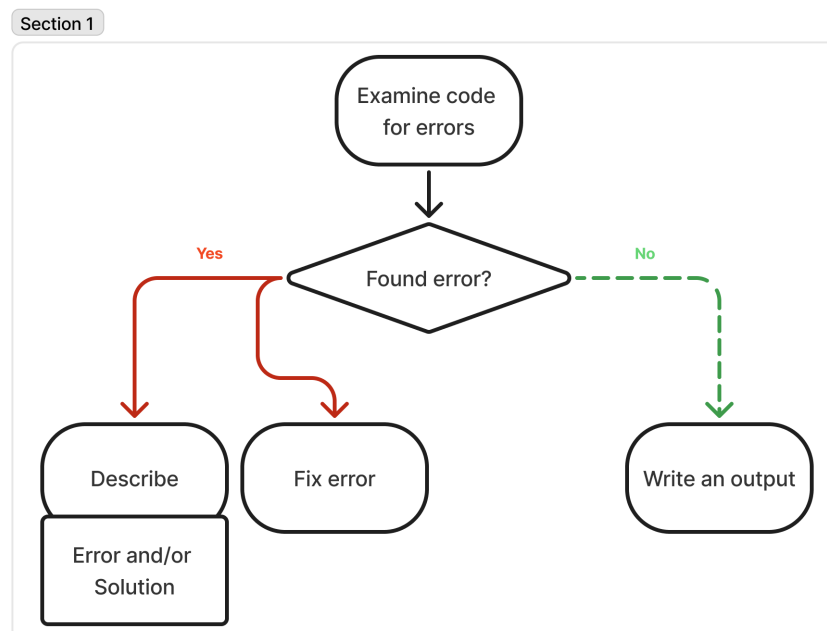 Section 1
Examine code
for errors
Yes
No
Found error?
Describe
Fix error
Write an output
Error and/or
Solution